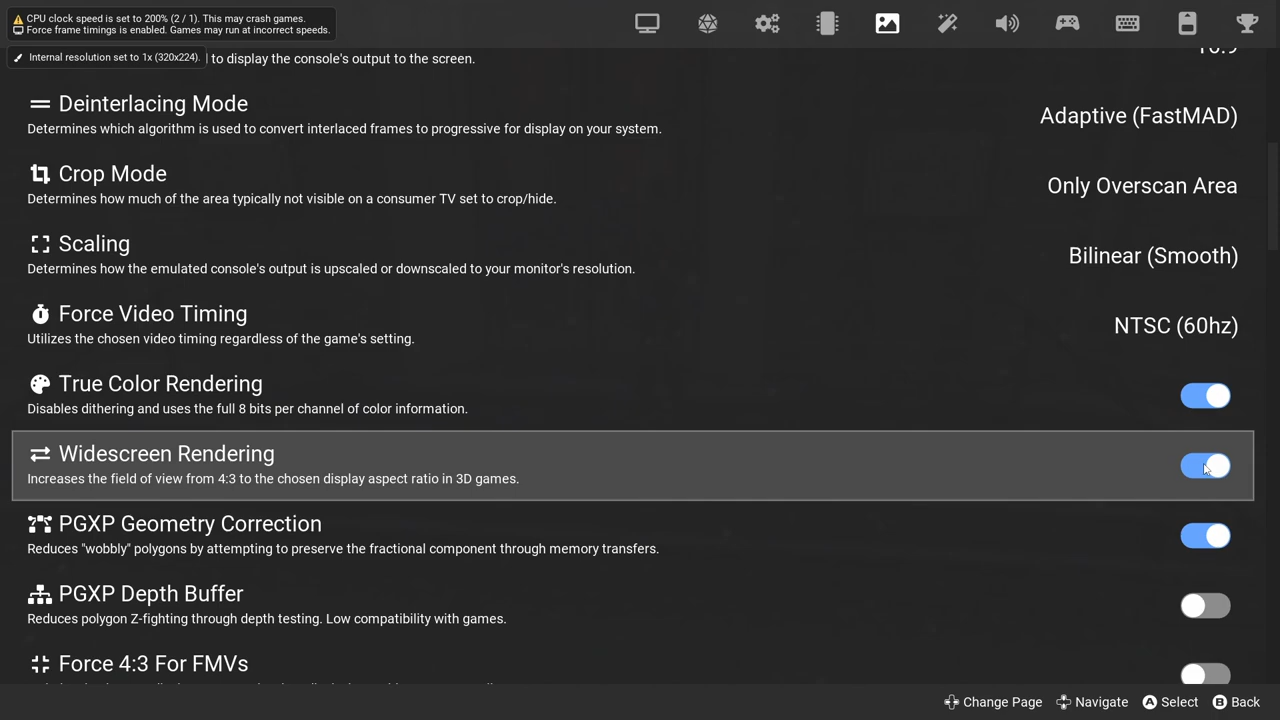 CPU clock speed is set to 200% (2 / 1). This may crash games.
Force frame timings is enabled. Games may run at incorrect speeds.
Internal resolution set to 1x (320x224).
to display the console's output to the screen.
16:9
Deinterlacing Mode
Determines which algorithm is used to convert interlaced frames to progressive for display on your system.
Adaptive (FastMAD)
Crop Mode
Determines how much of the area typically not visible on a consumer TV set to crop/hide.
Only Overscan Area
Scaling
Determines how the emulated console's output is upscaled or downscaled to your monitor's resolution.
Bilinear (Smooth)
Force Video Timing
Utilizes the chosen video timing regardless of the game's setting.
NTSC (60hz)
True Color Rendering
Disables dithering and uses the full 8 bits per channel of color information.
Widescreen Rendering
Increases the field of view from 4:3 to the chosen display aspect ratio in 3D games.
PGXP Geometry Correction
Reduces "wobbly" polygons by attempting to preserve the fractional component through memory transfers.
PGXP Depth Buffer
Reduces polygon Z-fighting through depth testing. Low compatibility with games.
Force 4:3 For FMVs
Change Page
Navigate
A Select
B Back